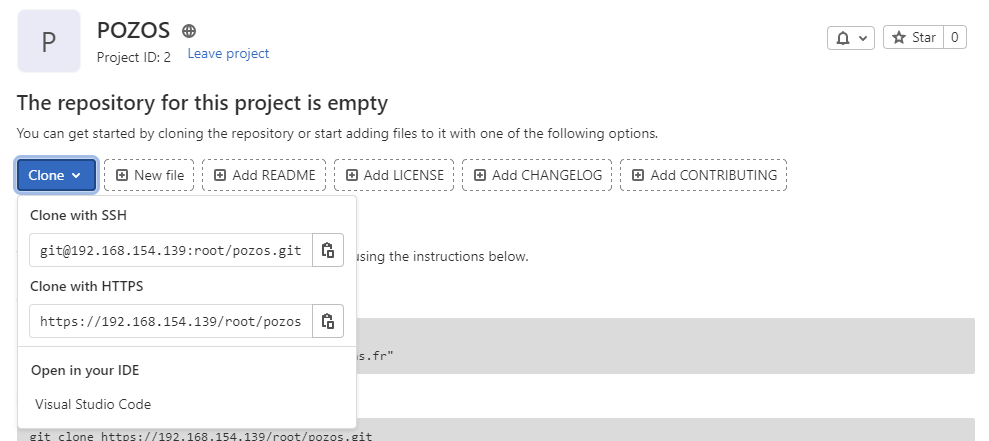 P
POZOS
Project ID: 2 Leave project
Star 0
The repository for this project is empty
You can get started by cloning the repository or start adding files to it with one of the following options.
Clone New file Add README Add LICENSE Add CHANGELOG Add CONTRIBUTING
Clone with SSH
git@192.168.154.139:root/pozos.git
using the instructions below.
Clone with HTTPS
https://192.168.154.139/root/pozos
s.fr"
Open in your IDE
Visual Studio Code
git clone https://192.168.154.139/root/pozos.git